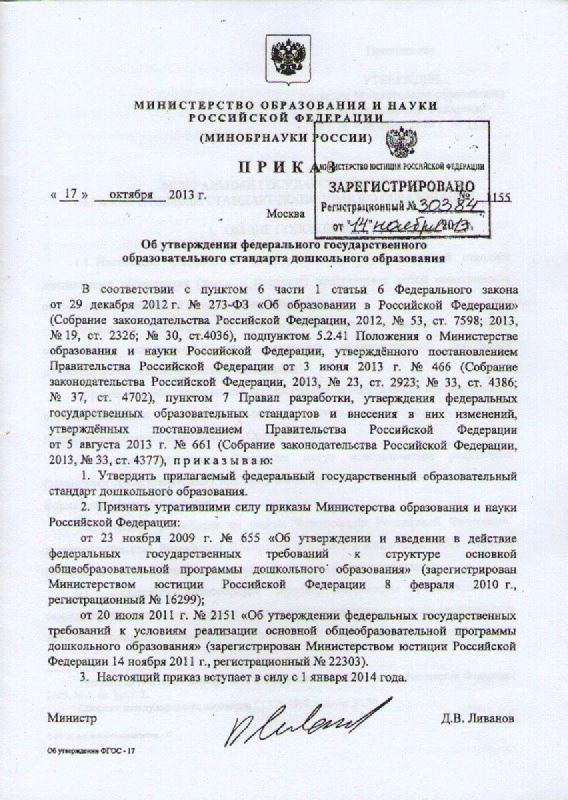 МИНИСТЕРСТВО ОБРАЗОВАНИЯ И НАУКИ
РОССИЙСКОЙ ФЕДЕРАЦИИ
(МИНОБРНАУКИ РОССИИ)
П Р И К А З
МИНИСТЕРСТВО ЮСТИЦИИ РОССИЙСКОЙ ФЕДЕРАЦИИ
ЗАРЕГИСТРИРОВАНО
Регистрационный № 30384
от "14" ноября 2013.
« 17 » октября 2013 г.
№ 1155
Москва
Об утверждении федерального государственного
образовательного стандарта дошкольного образования
В соответствии с пунктом 6 части 1 статьи 6 Федерального закона
от 29 декабря 2012 г. № 273-ФЗ «Об образовании в Российской Федерации»
(Собрание законодательства Российской Федерации, 2012, № 53, ст. 7598; 2013,
№ 19, ст. 2326; № 30, ст.4036), подпунктом 5.2.41 Положения о Министерстве
образования и науки Российской Федерации, утверждённого постановлением
Правительства Российской Федерации от 3 июня 2013 г. № 466 (Собрание
законодательства Российской Федерации, 2013, № 23, ст. 2923; № 33, ст. 4386;
№ 37, ст. 4702), пунктом 7 Правил разработки, утверждения федеральных
государственных образовательных стандартов и внесения в них изменений,
утверждённых постановлением Правительства Российской Федерации
от 5 августа 2013 г. № 661 (Собрание законодательства Российской Федерации,
2013, № 33, ст. 4377), п р и к а з ы в а ю:
1. Утвердить прилагаемый федеральный государственный образовательный
стандарт дошкольного образования.
2. Признать утратившими силу приказы Министерства образования и науки
Российской Федерации:
от 23 ноября 2009 г. № 655 «Об утверждении и введении в действие
федеральных государственных требований к структуре основной
общеобразовательной программы дошкольного образования» (зарегистрирован
Министерством юстиции Российской Федерации 8 февраля 2010 г.,
регистрационный № 16299);
от 20 июля 2011 г. № 2151 «Об утверждении федеральных государственных
требований к условиям реализации основной общеобразовательной программы
дошкольного образования» (зарегистрирован Министерством юстиции Российской
Федерации 14 ноября 2011 г., регистрационный № 22303).
3. Настоящий приказ вступает в силу с 1 января 2014 года.
Министр
Д.В. Ливанов
Об утверждении ФГОС - 17